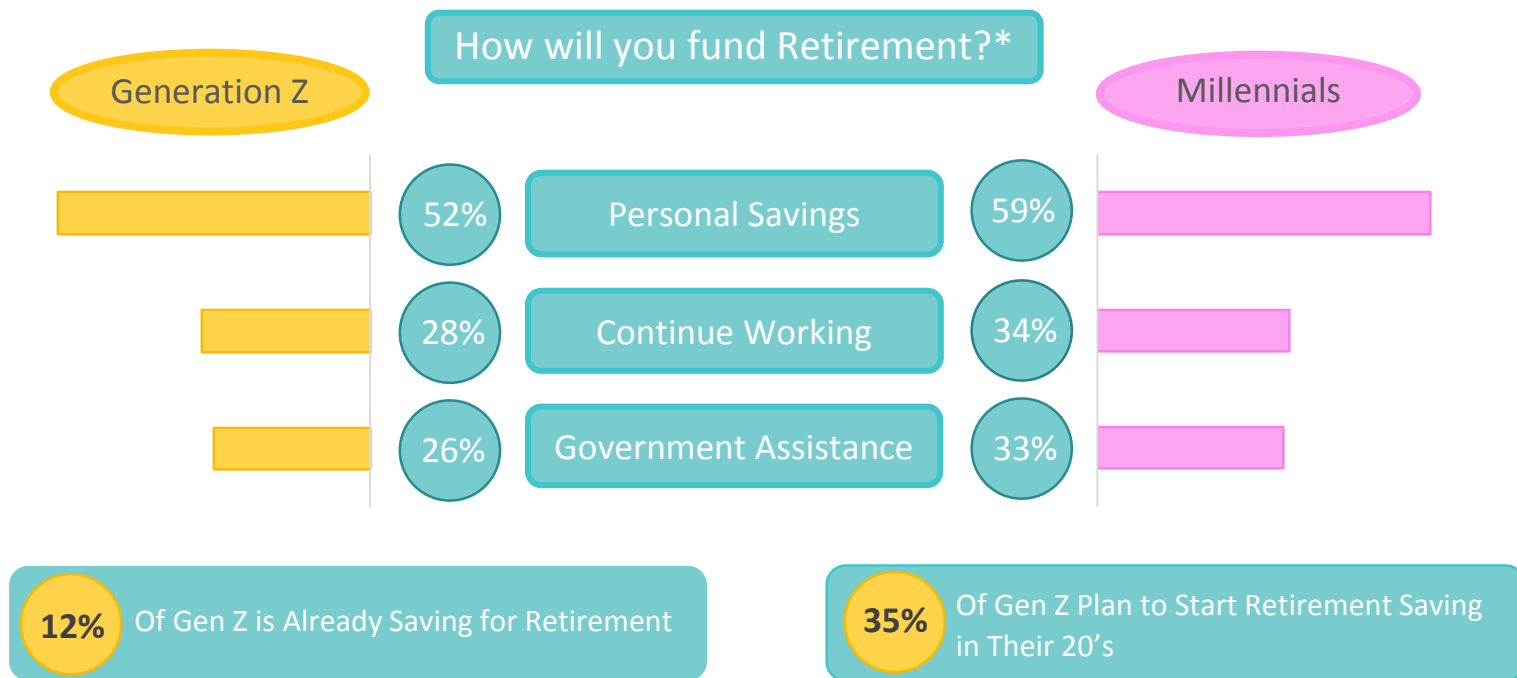 How will you fund Retirement?*
Generation Z
Millennials
52%
Personal Savings
59%
28%
Continue Working
34%
26%
Government Assistance
33%
12%
Of Gen Z is Already Saving for Retirement
35%
Of Gen Z Plan to Start Retirement Saving
in Their 20's